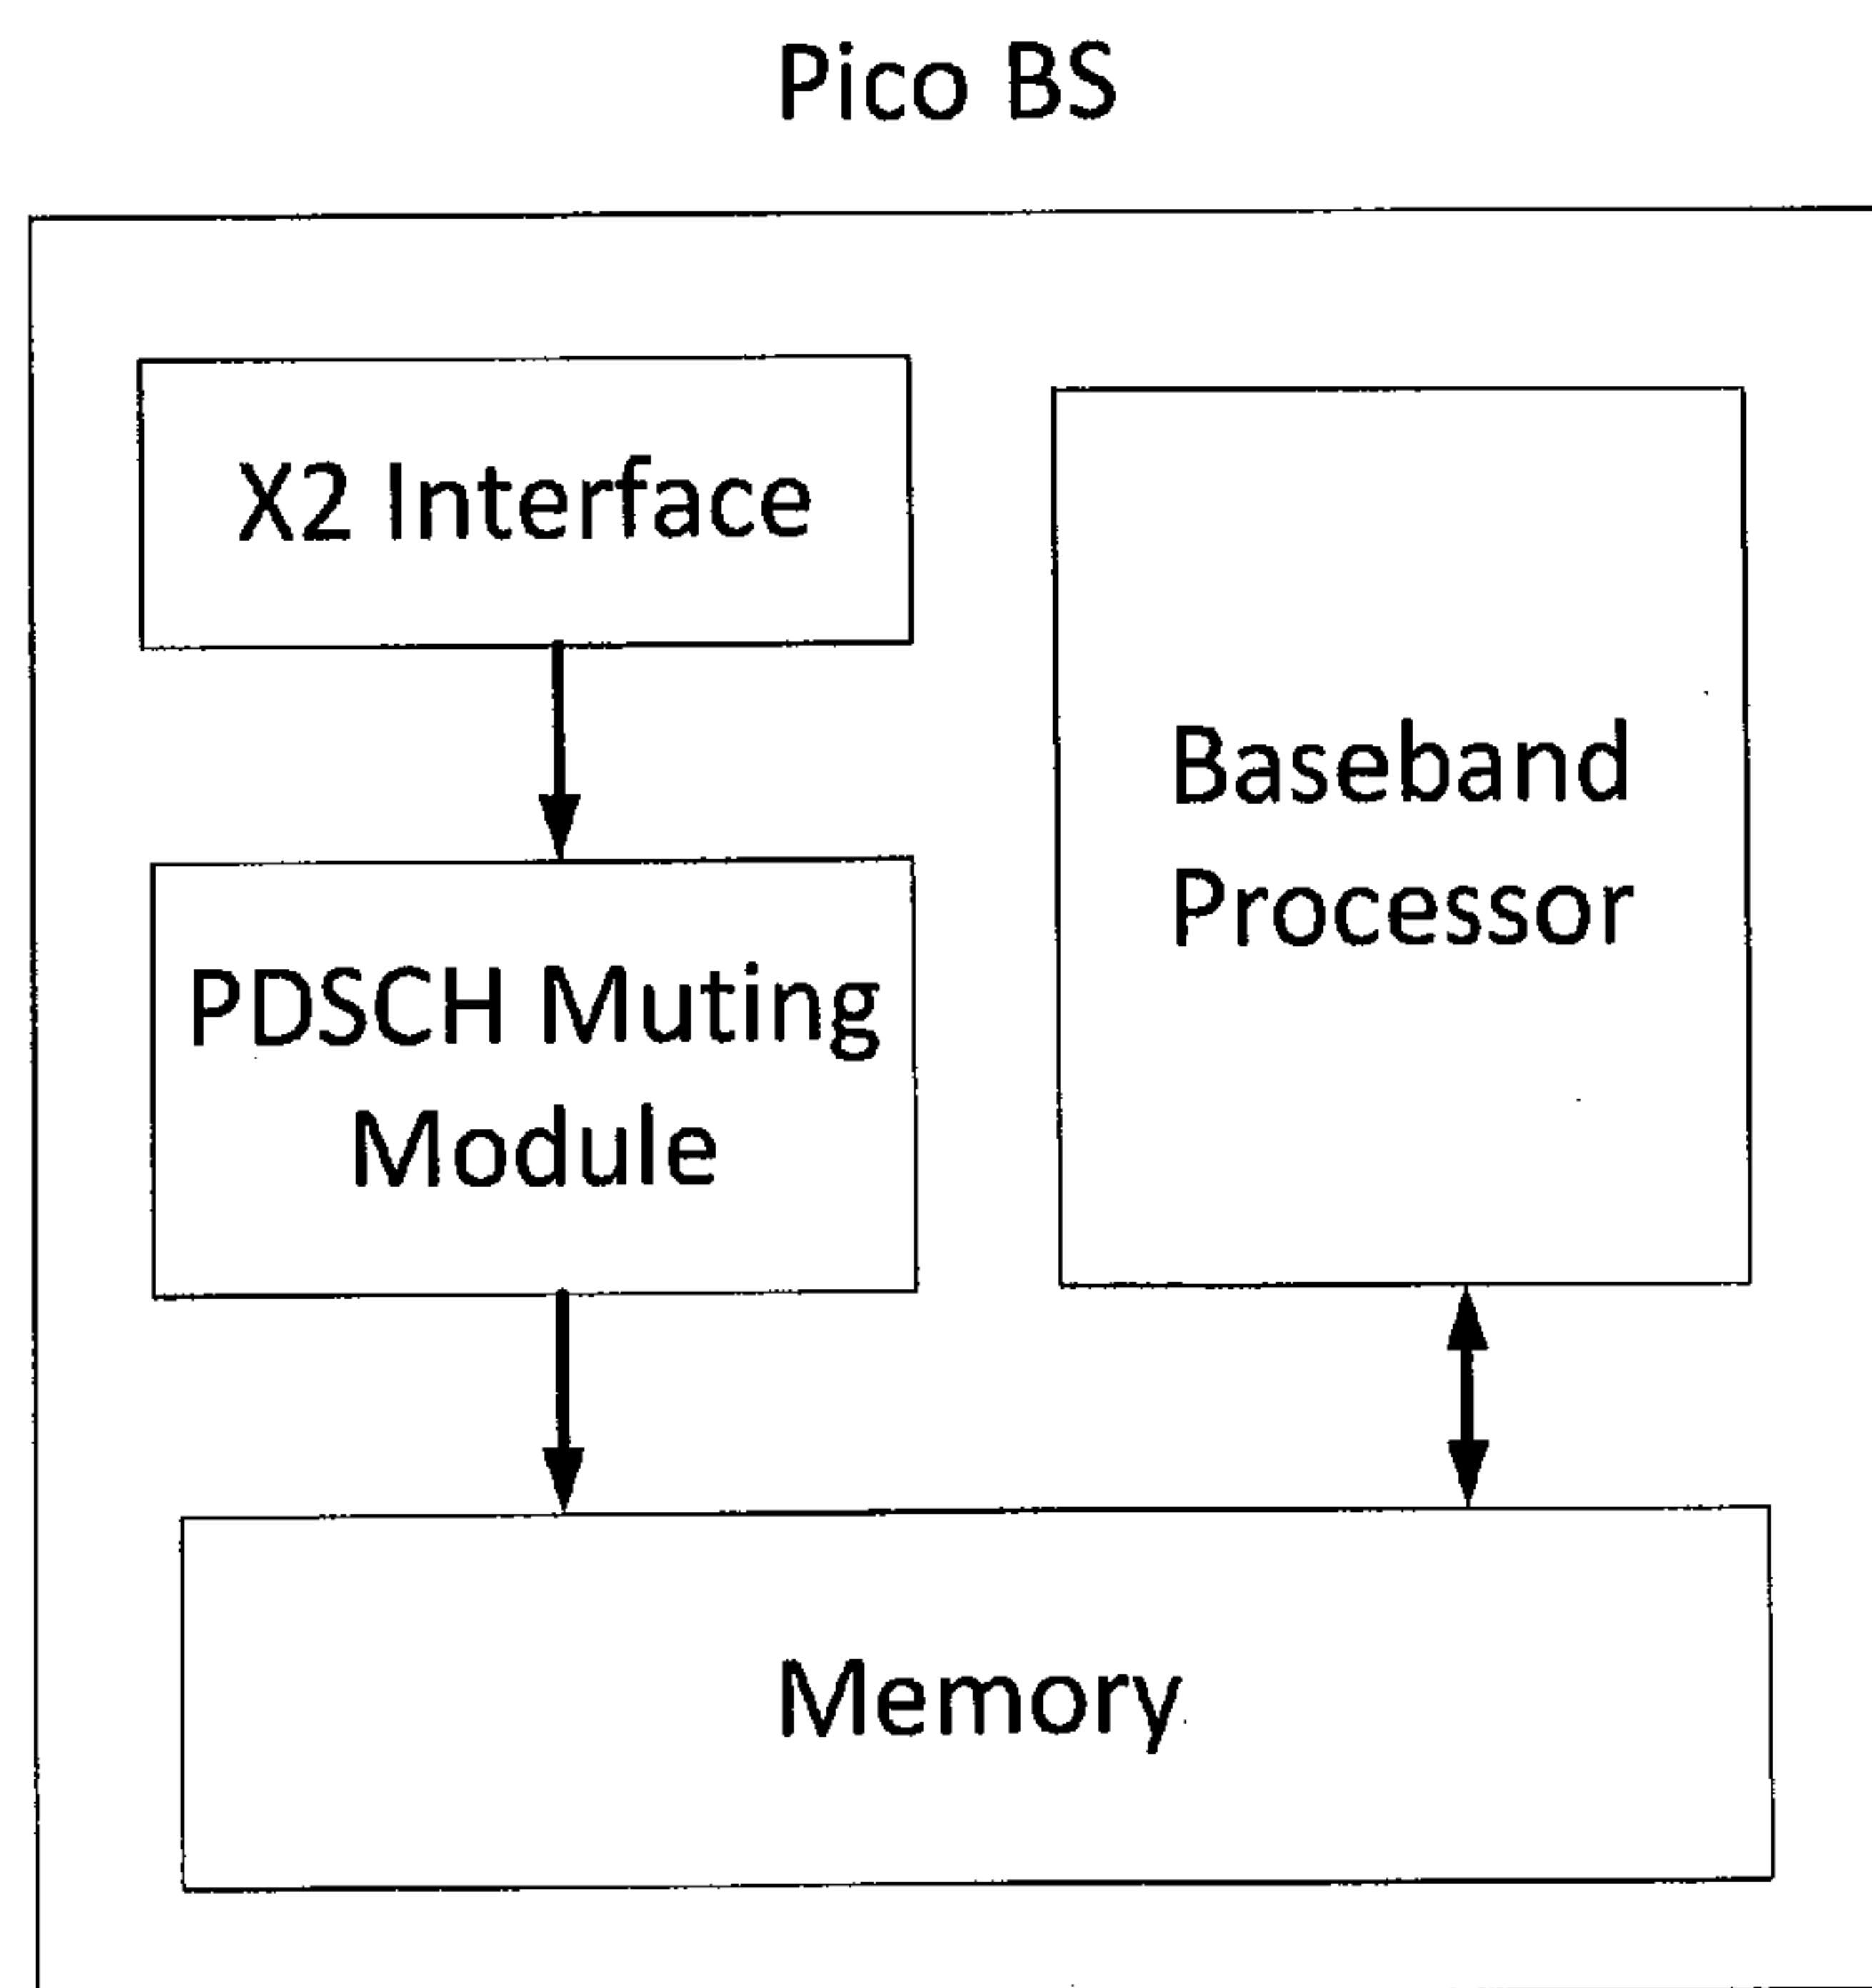 Pico BS
X2 Interface
Baseband
Processor
PDSCH Muting
Module
Memory